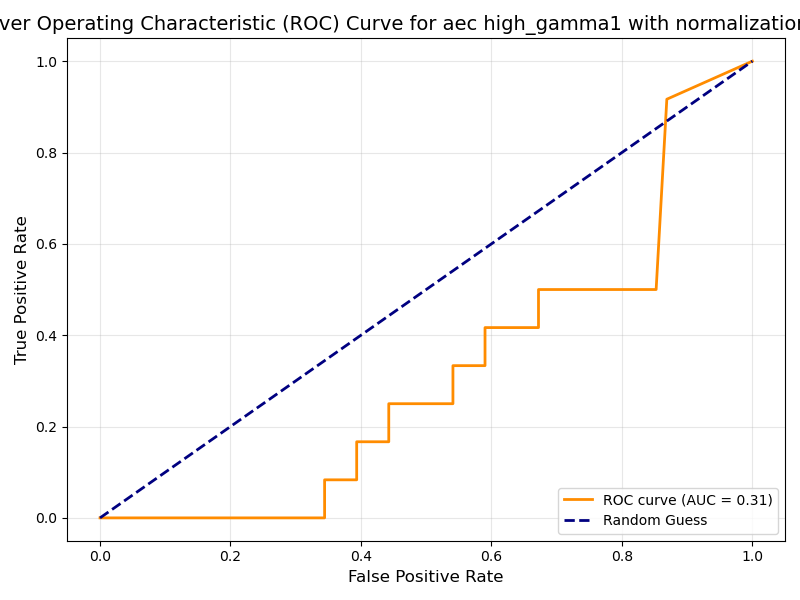 ver Operating Characteristic (ROC) Curve for aec high_gamma1 with normalization
1.0
0.8
0.6
0.4
0.2
0.0
True Positive Rate
ROC curve (AUC = 0.31)
Random Guess
0.0 0.2 0.4 0.6 0.8 1.0
False Positive Rate